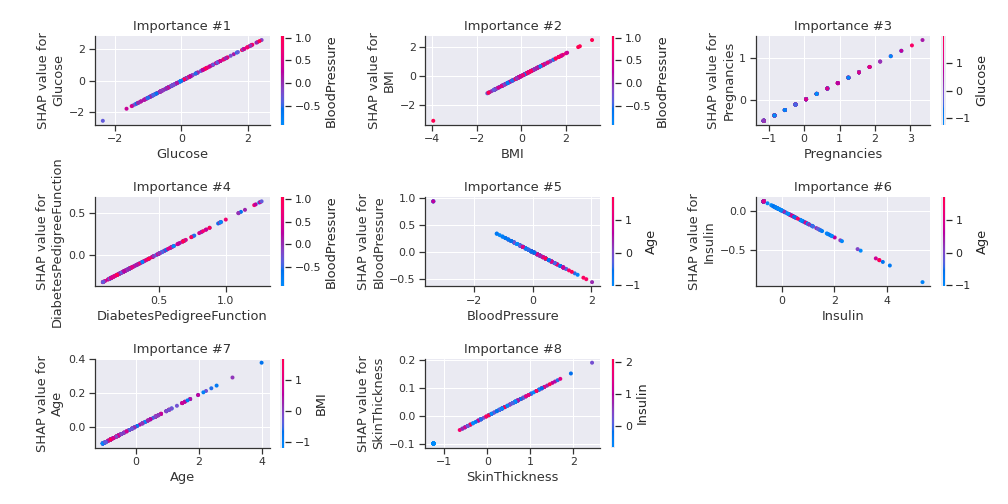 Importance #1
SHAP value for
Glucose
2
0
−2
−2
0
2
Glucose
1.0
0.5
0.0
−0.5
BloodPressure
Importance #2
SHAP value for
BMI
2
0
−2
−4
−2
0
2
BMI
1.0
0.5
0.0
−0.5
BloodPressure
Importance #3
SHAP value for
Pregnancies
1
0
−1
0
1
2
3
Pregnancies
1
0
−1
Glucose
Importance #4
SHAP value for
DiabetesPedigreeFunction
0.5
0.0
0.5
1.0
DiabetesPedigreeFunction
1.0
0.5
0.0
−0.5
BloodPressure
Importance #5
SHAP value for
BloodPressure
1.0
0.5
0.0
−0.5
−2
0
2
BloodPressure
1
0
−1
Age
Importance #6
SHAP value for
Insulin
0.0
−0.5
0
2
4
Insulin
1
0
−1
Age
Importance #7
SHAP value for
Age
0.4
0.2
0.0
0
2
4
Age
1
0
−1
BMI
Importance #8
SHAP value for
SkinThickness
0.2
0.1
0.0
−0.1
−1
0
1
2
SkinThickness
2
1
0
Insulin